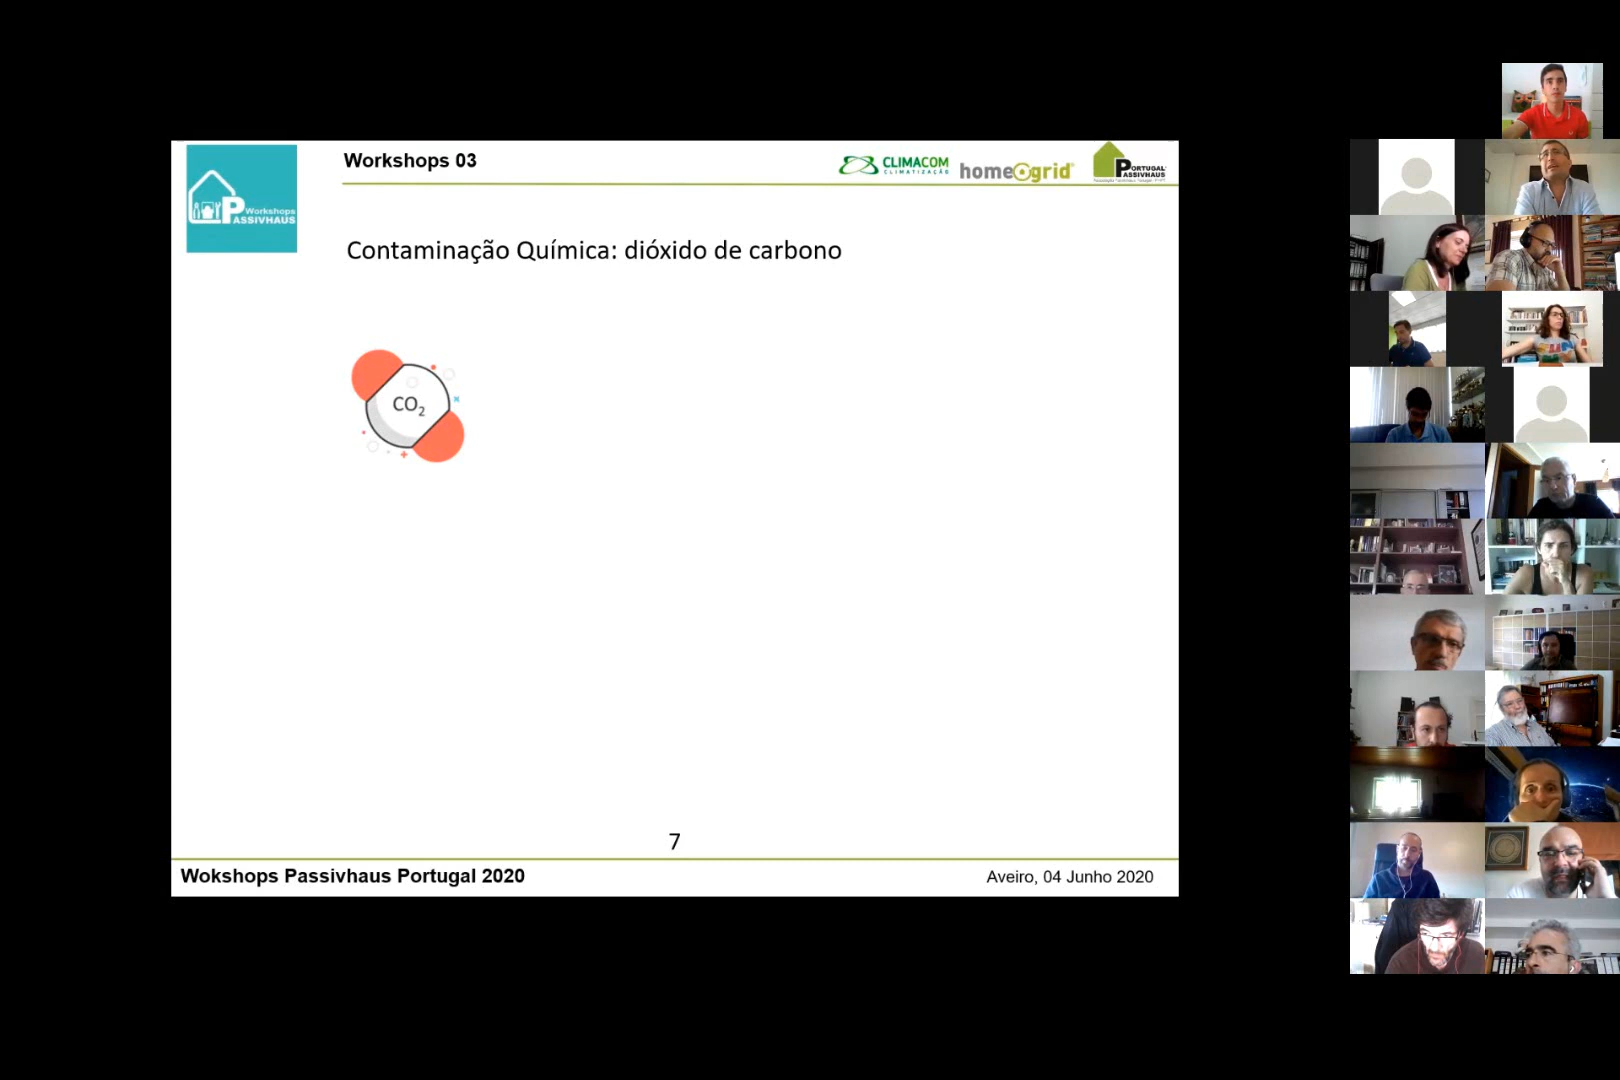 Workshops 03
CLIMACOM
CLIMATIZAÇÃO
homegrid
PORTUGAL
PASSIVHAUS
Workshops
PASSIVHAUS
Contaminação Química: dióxido de carbono
CO₂
7
Wokshops Passivhaus Portugal 2020
Aveiro, 04 Junho 2020